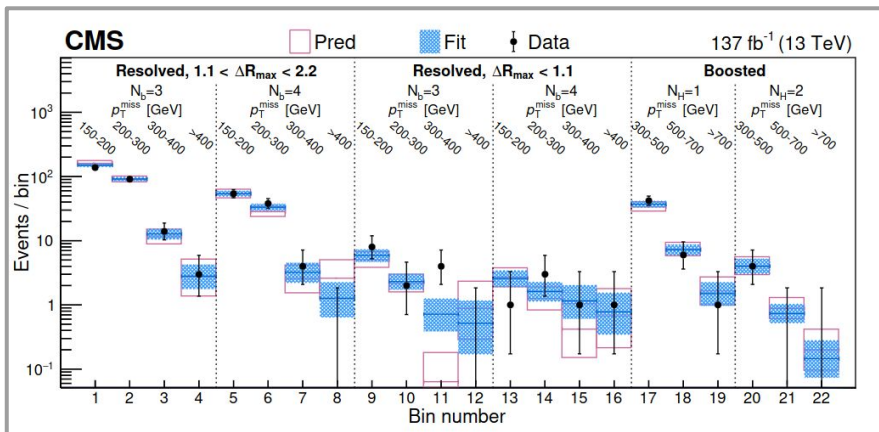 CMS Pred Fit Data 137 fb⁻¹ (13 TeV)
Resolved, 1.1 < ΔR_max < 2.2 Resolved, ΔR_max < 1.1 Boosted
N_b=3 N_b=4 N_b=3 N_b=4 N_H=1 N_H=2
p_T^miss [GeV] p_T^miss [GeV] p_T^miss [GeV] p_T^miss [GeV] p_T^miss [GeV] p_T^miss [GeV]
150-200 200-300 300-400 >400 150-200 200-300 300-400 >400 150-200 200-300 300-400 >400 150-200 200-300 300-400 >400 300-500 500-700 >700 300-500 500-700 >700
Events / bin
10³
10²
10
1
10⁻¹
1 2 3 4 5 6 7 8 9 10 11 12 13 14 15 16 17 18 19 20 21 22
Bin number